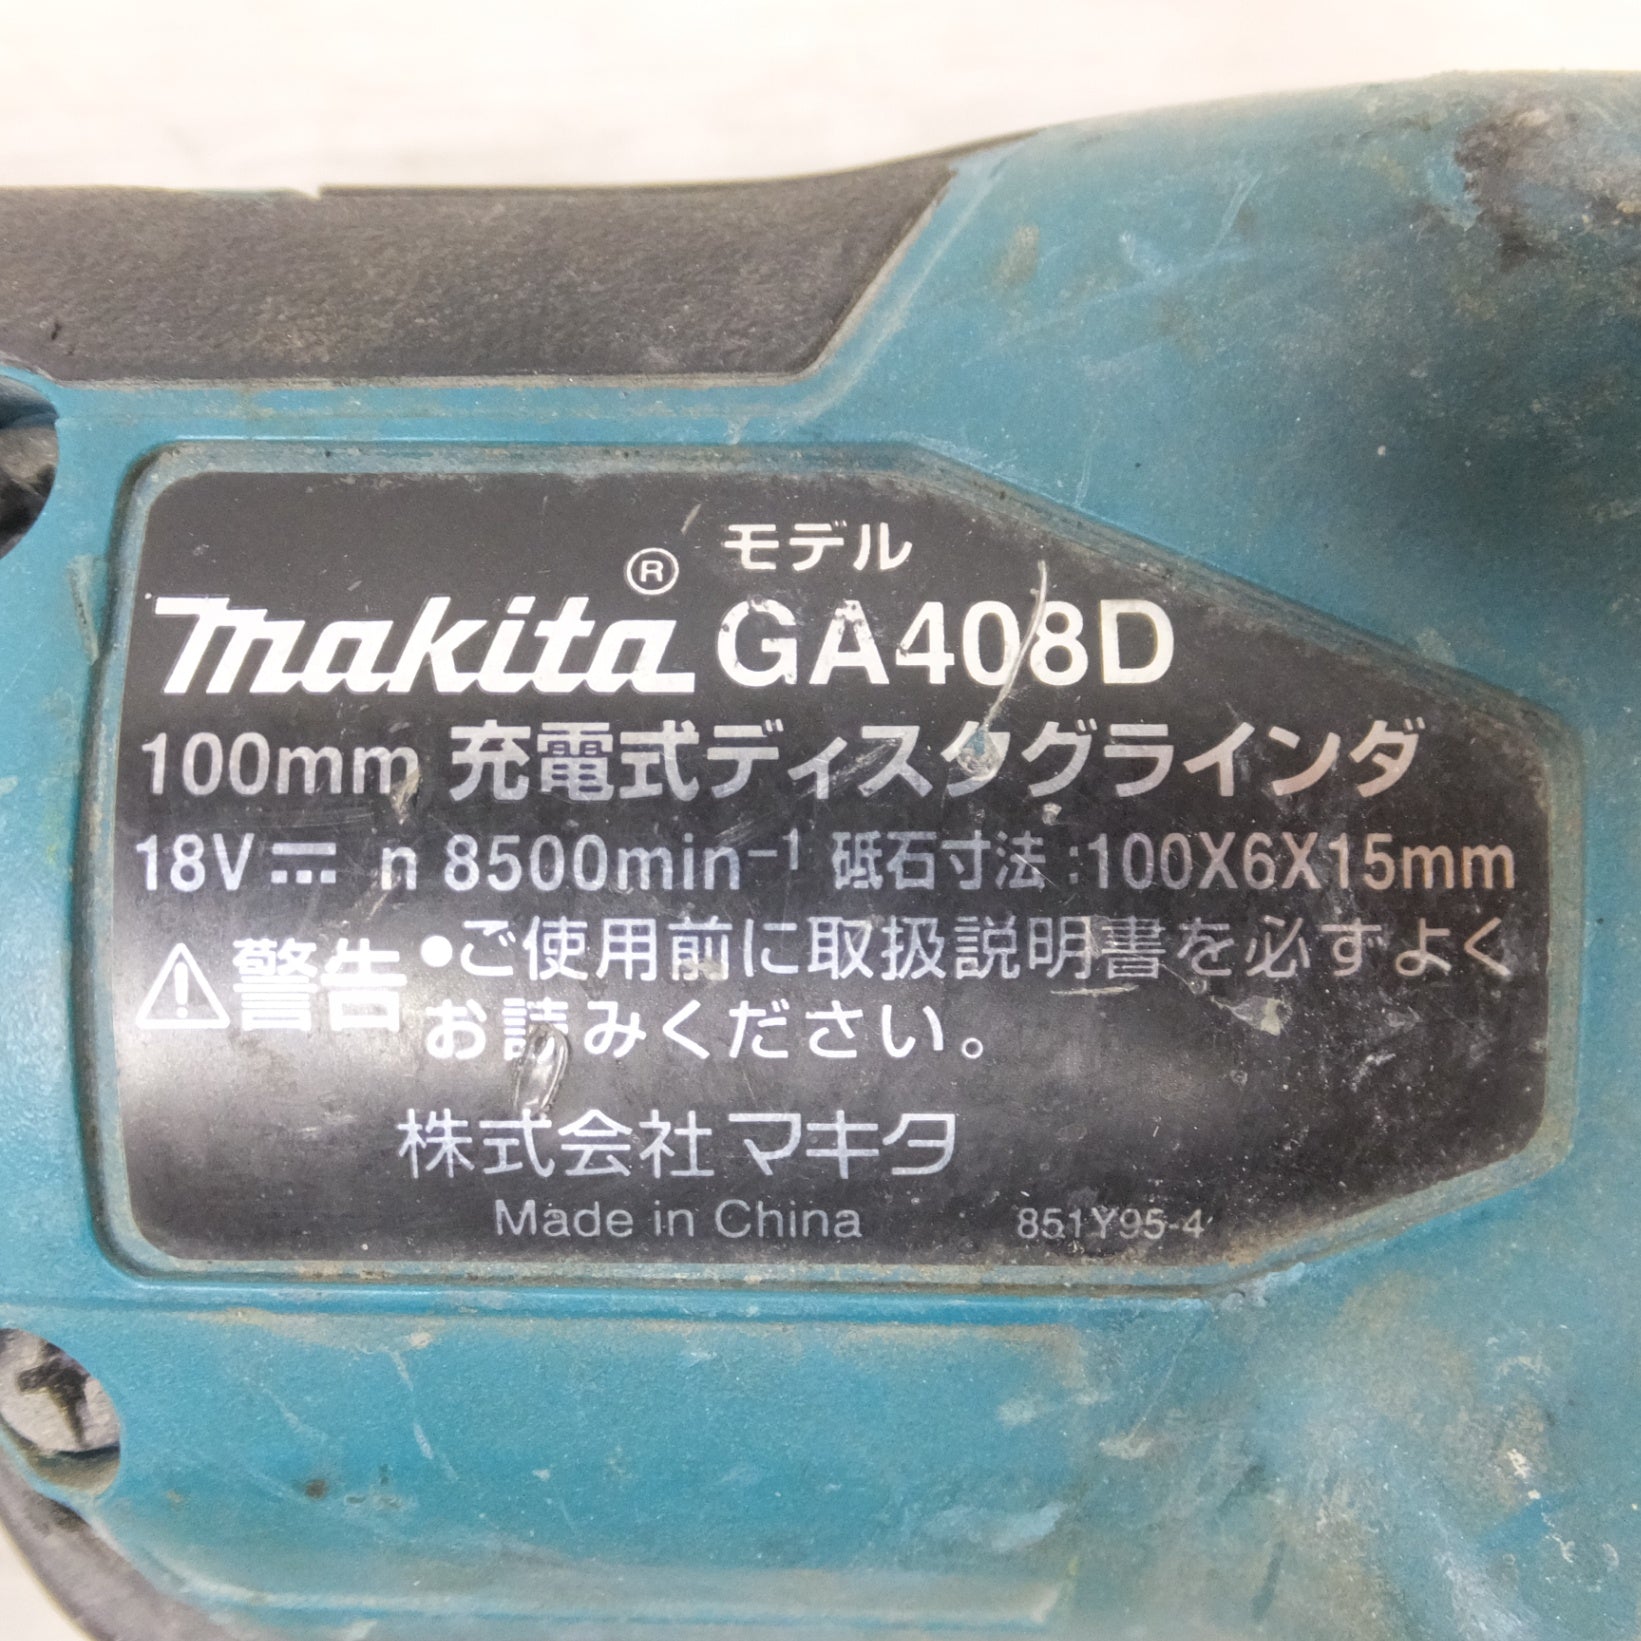 モデル
makita® GA408D
100mm 充電式ディスクグラインダ
18V⎓ n 8500min⁻¹ 砥石寸法:100X6X15mm
⚠警告 ●ご使用前に取扱説明書を必ずよく
お読みください。
株式会社マキタ
Made in China 851Y95-4